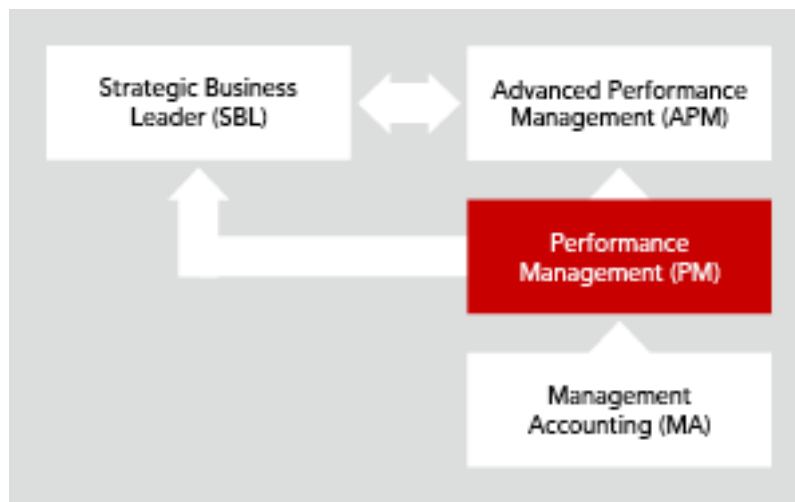 Strategic Business
Leader (SBL)
Advanced Performance
Management (APM)
Performance
Management (PM)
Management
Accounting (MA)